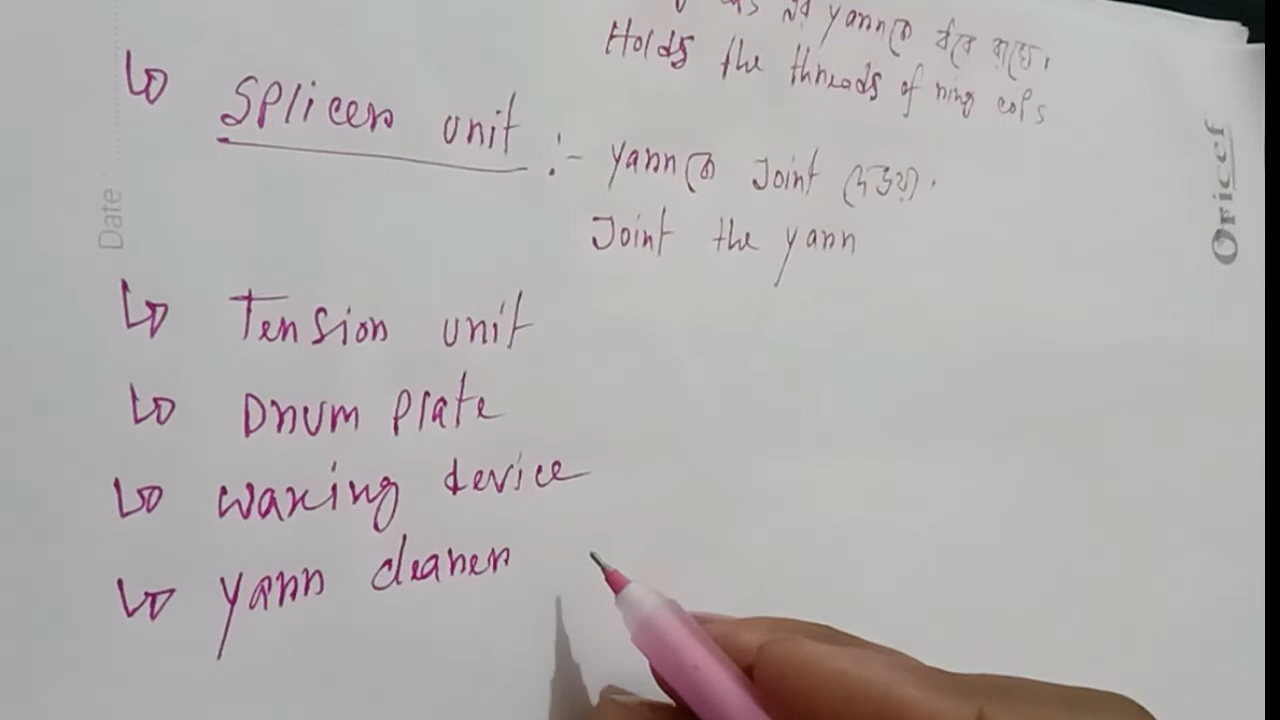 yarnকে ধরে রাখে।
Holds the threads of ring cops
Splicer unit :- yarnকে Joint দেওয়া.
Joint the yarn
Tension unit
Drum plate
waxing device
yarn cleaner
Date
Oricef